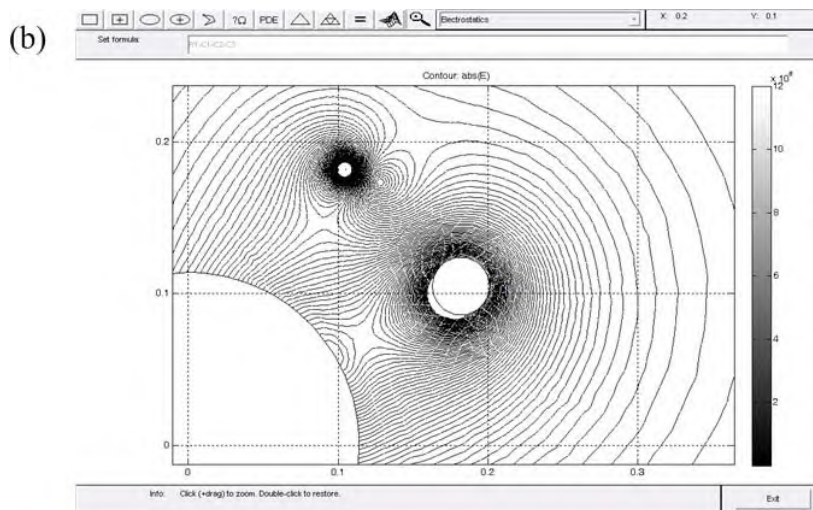 (b)
?Ω PDE = Electrostatics X: 0.2 Y: 0.1
Set formula:
Contour: abs(E)
x 10
12
10
8
6
4
2
0.2
0.1
0
0 0.1 0.2 0.3
Info: Click (+drag) to zoom. Double-click to restore.
Exit